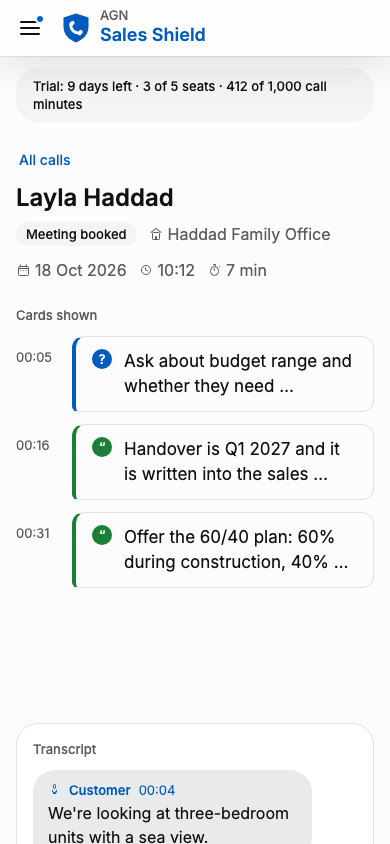 AGN
Sales Shield
Trial: 9 days left · 3 of 5 seats · 412 of 1,000 call
minutes
All calls
Layla Haddad
Meeting booked
Haddad Family Office
18 Oct 2026
10:12
7 min
Cards shown
00:05
?
Ask about budget range and
whether they need ...
00:16
“
Handover is Q1 2027 and it
is written into the sales ...
00:31
“
Offer the 60/40 plan: 60%
during construction, 40% ...
Transcript
Customer 00:04
We're looking at three-bedroom
units with a sea view.